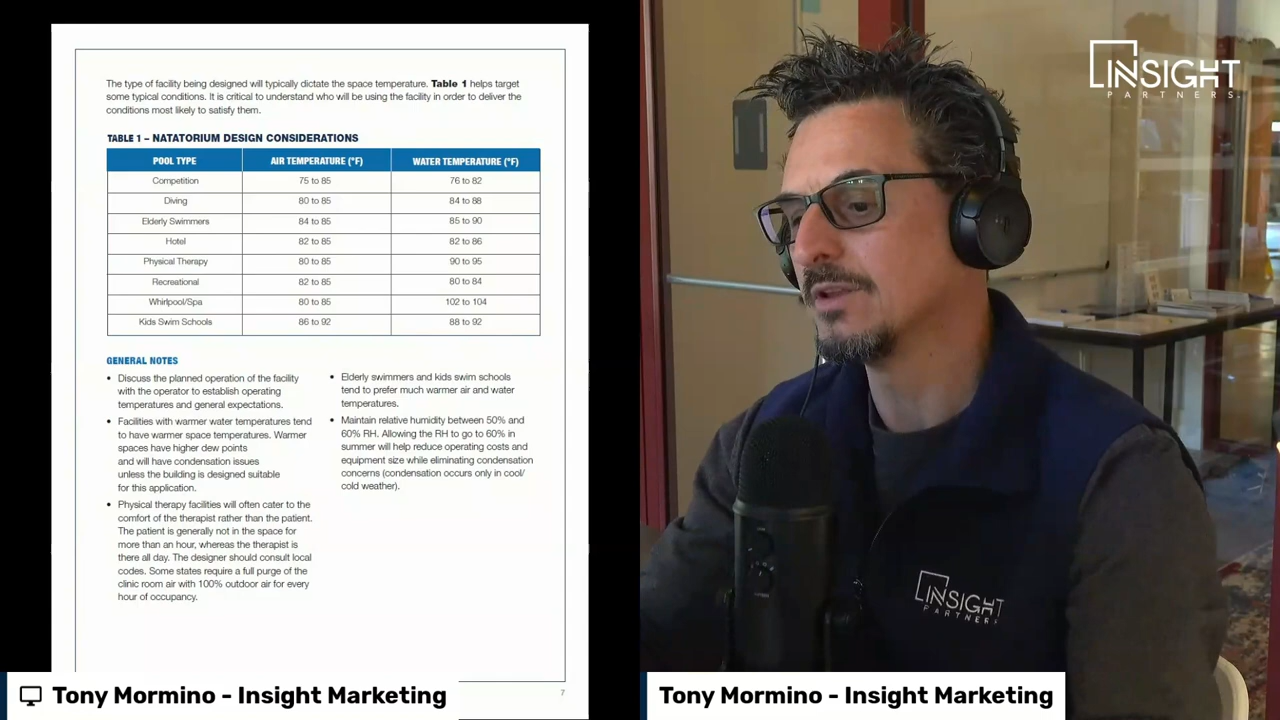 The type of facility being designed will typically dictate the space temperature. Table 1 helps target
some typical conditions. It is critical to understand who will be using the facility in order to deliver the
conditions most likely to satisfy them.
TABLE 1 – NATATORIUM DESIGN CONSIDERATIONS
POOL TYPE AIR TEMPERATURE (°F) WATER TEMPERATURE (°F)
Competition 75 to 85 76 to 82
Diving 80 to 85 84 to 88
Elderly Swimmers 84 to 85 85 to 90
Hotel 82 to 85 82 to 86
Physical Therapy 80 to 85 90 to 95
Recreational 82 to 85 80 to 84
Whirlpool/Spa 80 to 85 102 to 104
Kids Swim Schools 86 to 92 88 to 92
GENERAL NOTES
• Discuss the planned operation of the facility
with the operator to establish operating
temperatures and general expectations.
• Facilities with warmer water temperatures tend
to have warmer space temperatures. Warmer
spaces have higher dew points
and will have condensation issues
unless the building is designed suitable
for this application.
• Physical therapy facilities will often cater to the
comfort of the therapist rather than the patient.
The patient is generally not in the space for
more than an hour, whereas the therapist is
there all day. The designer should consult local
codes. Some states require a full purge of the
clinic room air with 100% outdoor air for every
hour of occupancy.
• Elderly swimmers and kids swim schools
tend to prefer much warmer air and water
temperatures.
• Maintain relative humidity between 50% and
60% RH. Allowing the RH to go to 60% in
summer will help reduce operating costs and
equipment size while eliminating condensation
concerns (condensation occurs only in cool/
cold weather).
7
Tony Mormino - Insight Marketing
INSIGHT
PARTNERS.
INSIGHT
PARTNERS
Tony Mormino - Insight Marketing